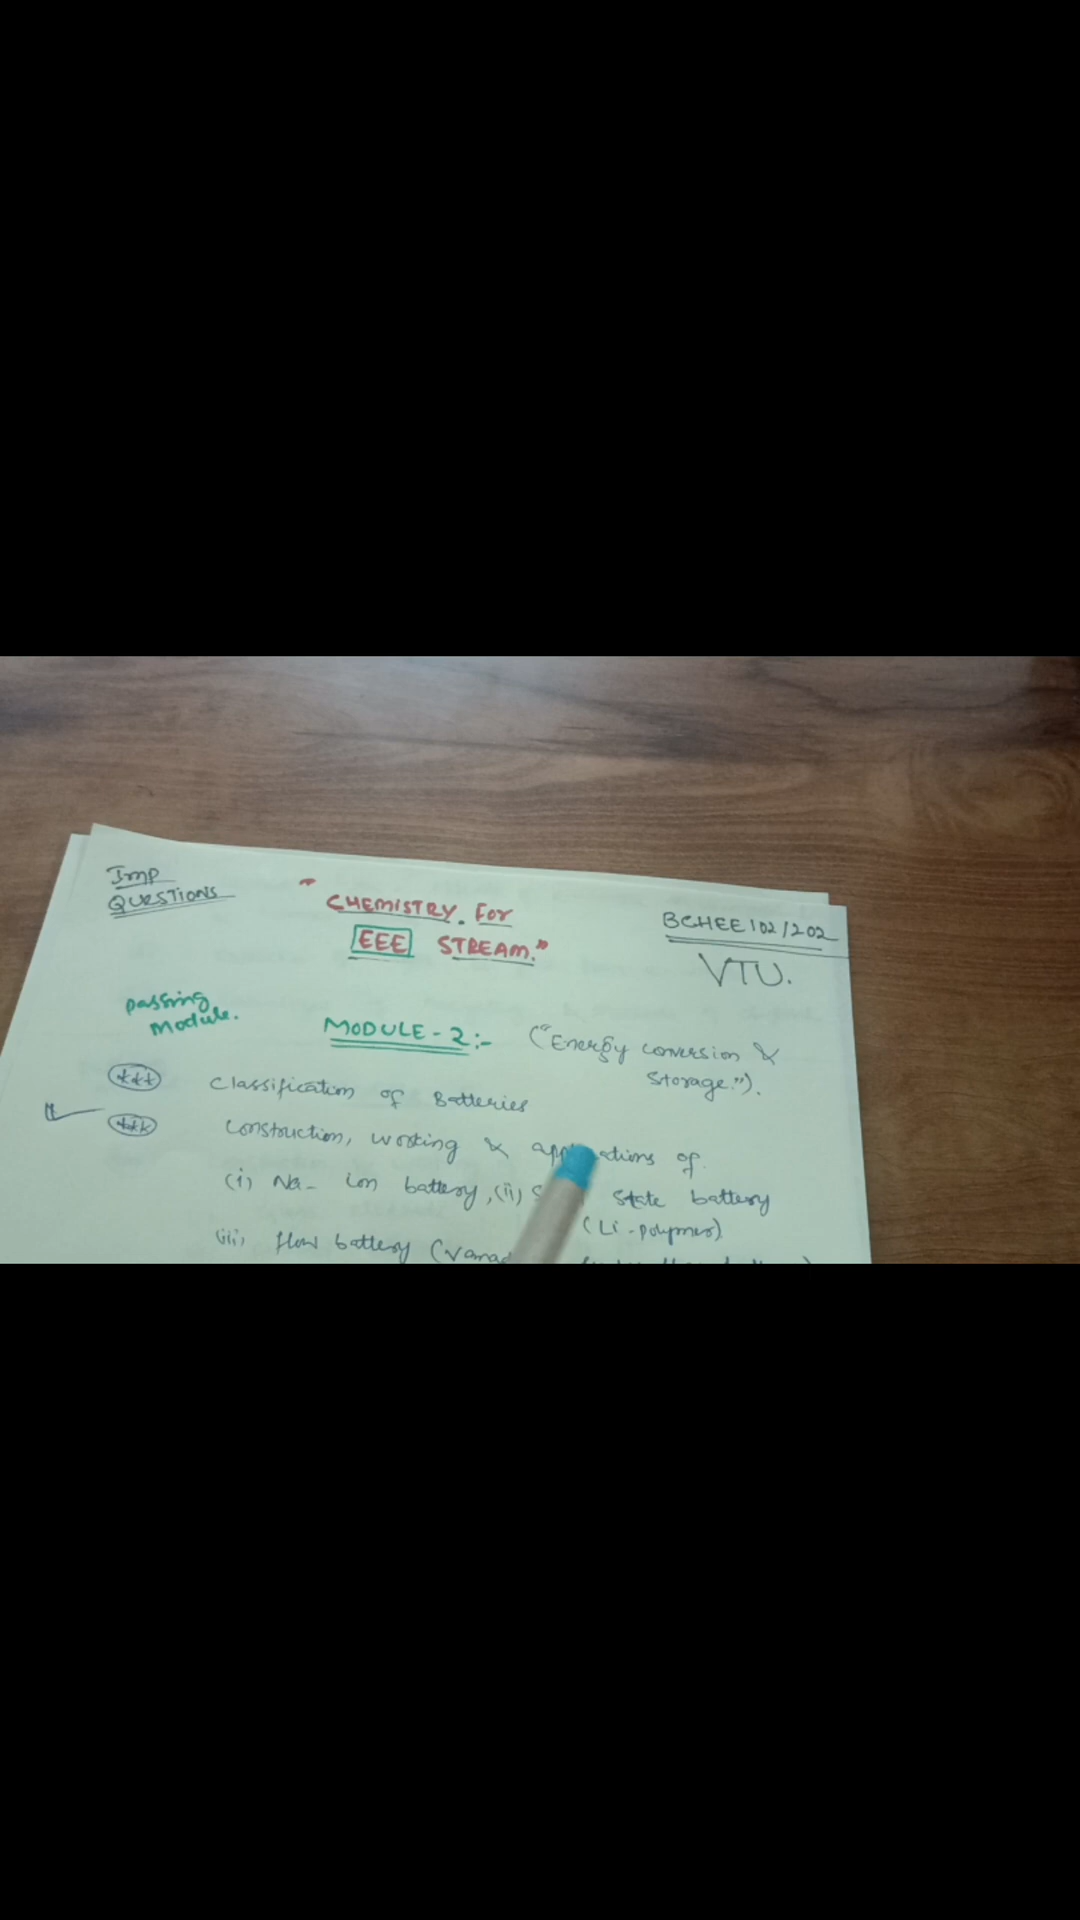 Imp
QUESTIONS
"CHEMISTRY FOR
EEE STREAM."
BCHEE102/202
VTU.
passing
Module.
MODULE-2:- ("Energy conversion &
Storage").
*** Classification of Batteries
*** construction, working & of
(i) Na-ion battery, (ii) state battery
(Li-polymer)
(iii) flow battery